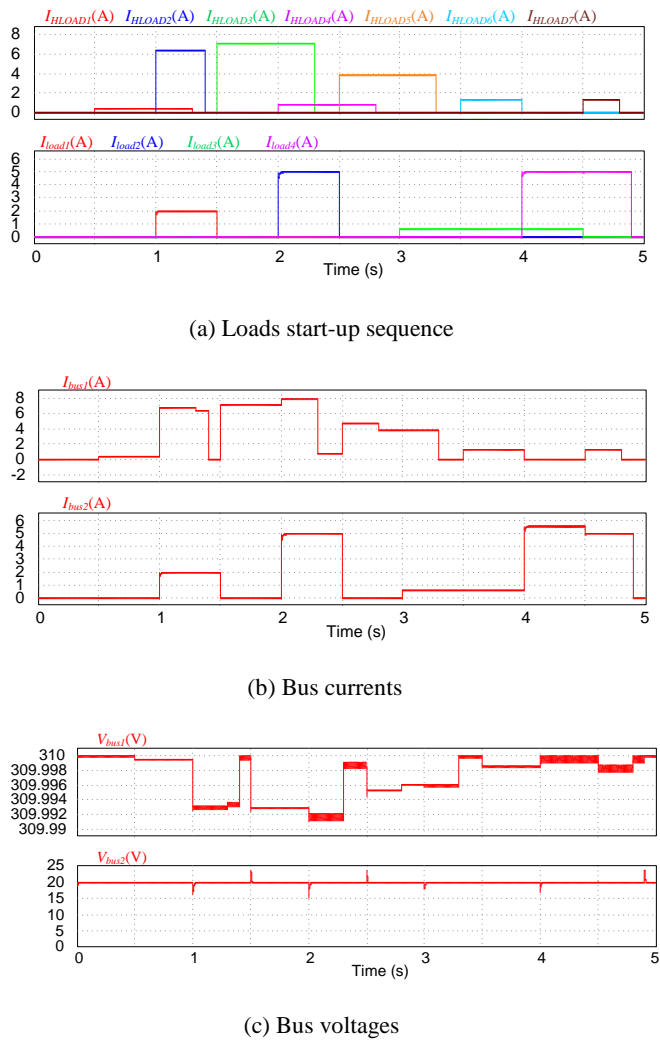 I_HLOAD1(A) I_HLOAD2(A) I_HLOAD3(A) I_HLOAD4(A) I_HLOAD5(A) I_HLOAD6(A) I_HLOAD7(A)
8
4
0
I_load1(A) I_load2(A) I_load3(A) I_load4(A)
6
5
4
3
2
1
0
0 1 2 3 4 5
Time (s)
(a) Loads start-up sequence
I_bus1(A)
8
6
4
2
0
-2
I_bus2(A)
6
5
4
3
2
1
0
0 1 2 3 4 5
Time (s)
(b) Bus currents
V_bus1(V)
310
309.998
309.996
309.994
309.992
309.99
V_bus2(V)
25
20
15
10
5
0
0 1 2 3 4 5
Time (s)
(c) Bus voltages